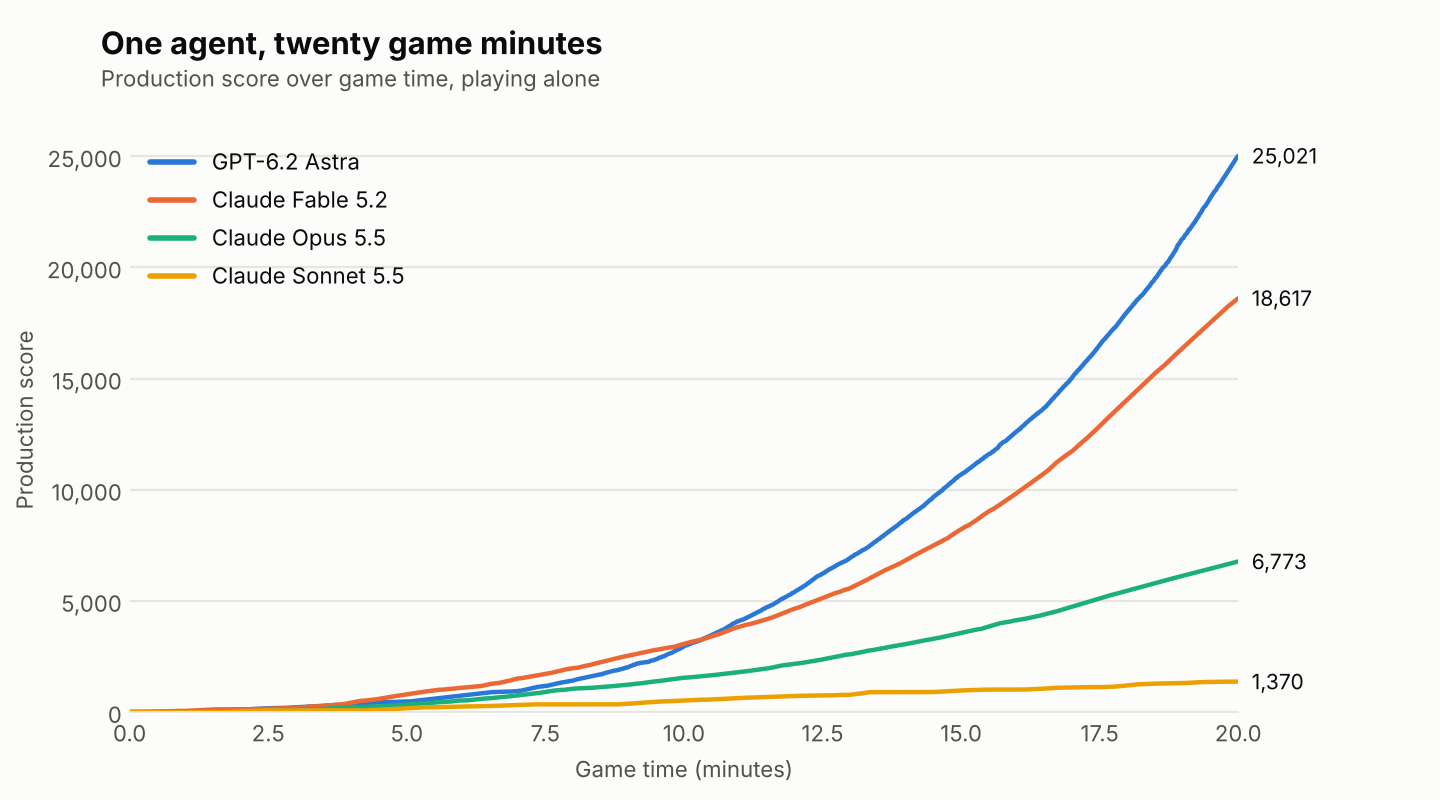 One agent, twenty game minutes
Production score over game time, playing alone
25,000
20,000
15,000
10,000
5,000
0
Production score
GPT-6.2 Astra
Claude Fable 5.2
Claude Opus 5.5
Claude Sonnet 5.5
25,021
18,617
6,773
1,370
0.0
2.5
5.0
7.5
10.0
12.5
15.0
17.5
20.0
Game time (minutes)